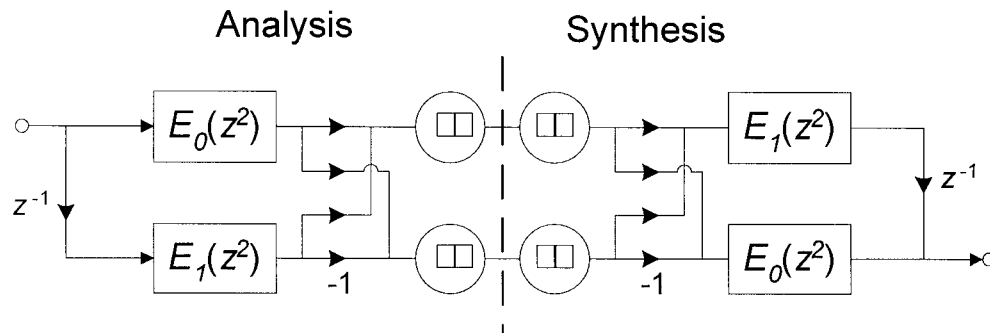 Analysis Synthesis
E₀(z²) E₁(z²)
z⁻¹ z⁻¹
E₁(z²) E₀(z²)
-1 -1